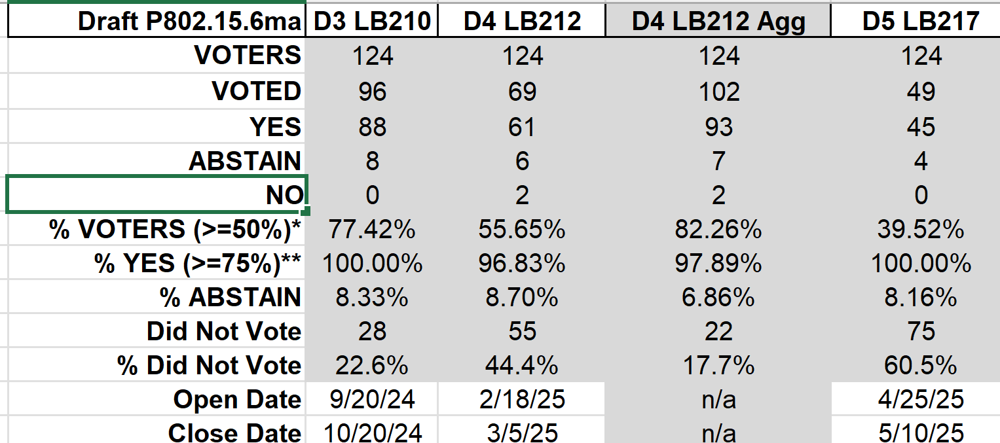 Draft P802.15.6ma D3 LB210 D4 LB212 D4 LB212 Agg D5 LB217
VOTERS 124 124 124 124
VOTED 96 69 102 49
YES 88 61 93 45
ABSTAIN 8 6 7 4
NO 0 2 2 0
% VOTERS (>=50%)* 77.42% 55.65% 82.26% 39.52%
% YES (>=75%)** 100.00% 96.83% 97.89% 100.00%
% ABSTAIN 8.33% 8.70% 6.86% 8.16%
Did Not Vote 28 55 22 75
% Did Not Vote 22.6% 44.4% 17.7% 60.5%
Open Date 9/20/24 2/18/25 n/a 4/25/25
Close Date 10/20/24 3/5/25 n/a 5/10/25